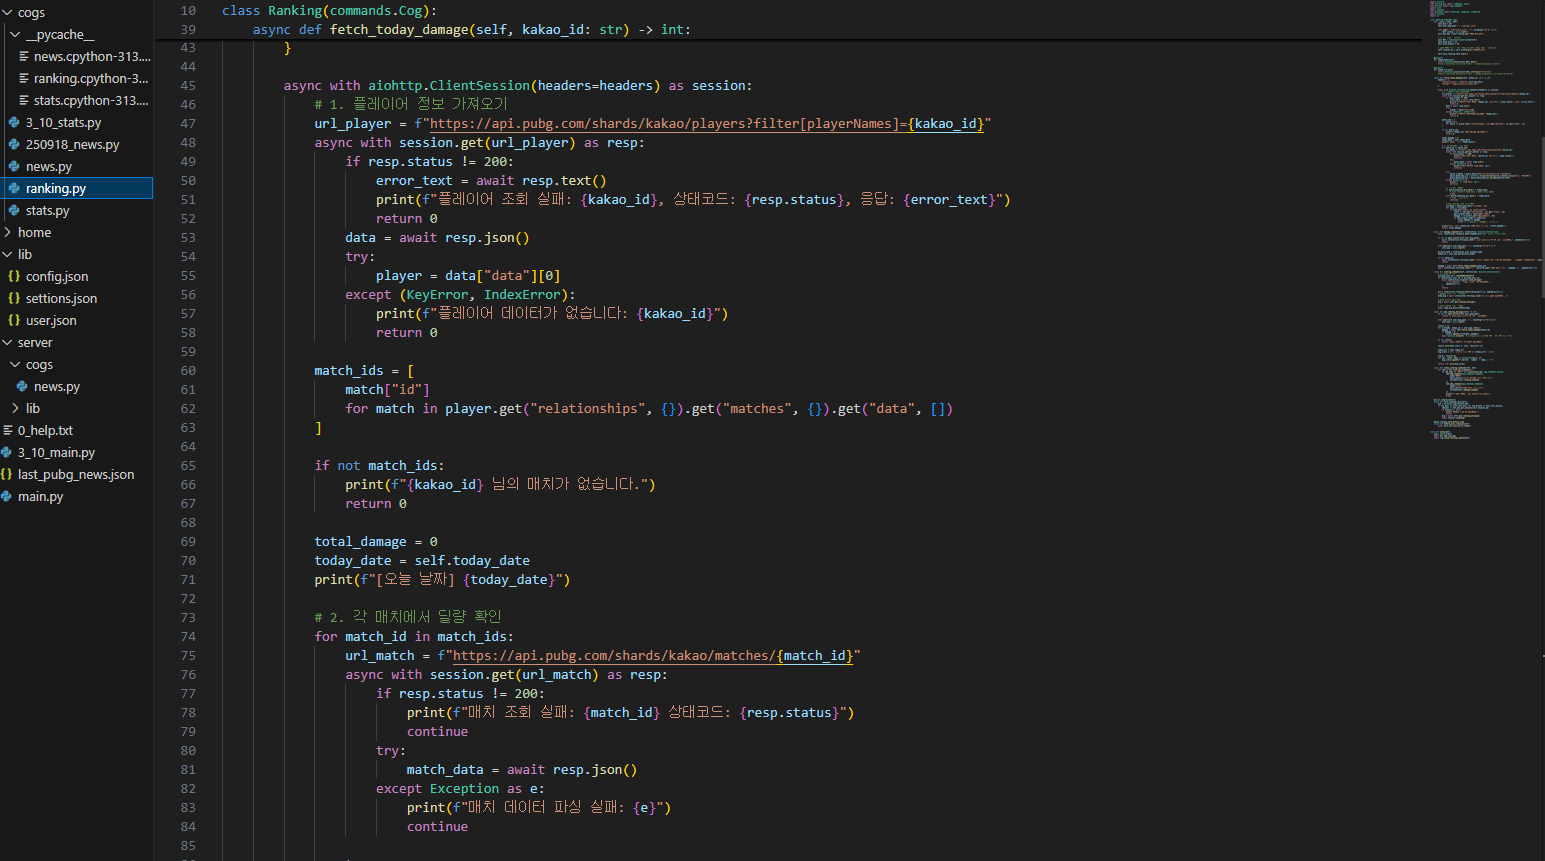 cogs
__pycache__
news.cpython-313....
ranking.cpython-3...
stats.cpython-313....
3_10_stats.py
250918_news.py
news.py
ranking.py
stats.py
home
lib
{} config.json
{} settions.json
{} user.json
server
cogs
news.py
lib
0_help.txt
3_10_main.py
{} last_pubg_news.json
main.py
10 class Ranking(commands.Cog):
39 async def fetch_today_damage(self, kakao_id: str) -> int:
43 }
44
45 async with aiohttp.ClientSession(headers=headers) as session:
46 # 1. 플레이어 정보 가져오기
47 url_player = f"https://api.pubg.com/shards/kakao/players?filter[playerNames]={kakao_id}"
48 async with session.get(url_player) as resp:
49 if resp.status != 200:
50 error_text = await resp.text()
51 print(f"플레이어 조회 실패: {kakao_id}, 상태코드: {resp.status}, 응답: {error_text}")
52 return 0
53 data = await resp.json()
54 try:
55 player = data["data"][0]
56 except (KeyError, IndexError):
57 print(f"플레이어 데이터가 없습니다: {kakao_id}")
58 return 0
59
60 match_ids = [
61 match["id"]
62 for match in player.get("relationships", {}).get("matches", {}).get("data", [])
63 ]
64
65 if not match_ids:
66 print(f"{kakao_id} 님의 매치가 없습니다.")
67 return 0
68
69 total_damage = 0
70 today_date = self.today_date
71 print(f"[오늘 날짜] {today_date}")
72
73 # 2. 각 매치에서 딜량 확인
74 for match_id in match_ids:
75 url_match = f"https://api.pubg.com/shards/kakao/matches/{match_id}"
76 async with session.get(url_match) as resp:
77 if resp.status != 200:
78 print(f"매치 조회 실패: {match_id} 상태코드: {resp.status}")
79 continue
80 try:
81 match_data = await resp.json()
82 except Exception as e:
83 print(f"매치 데이터 파싱 실패: {e}")
84 continue
85